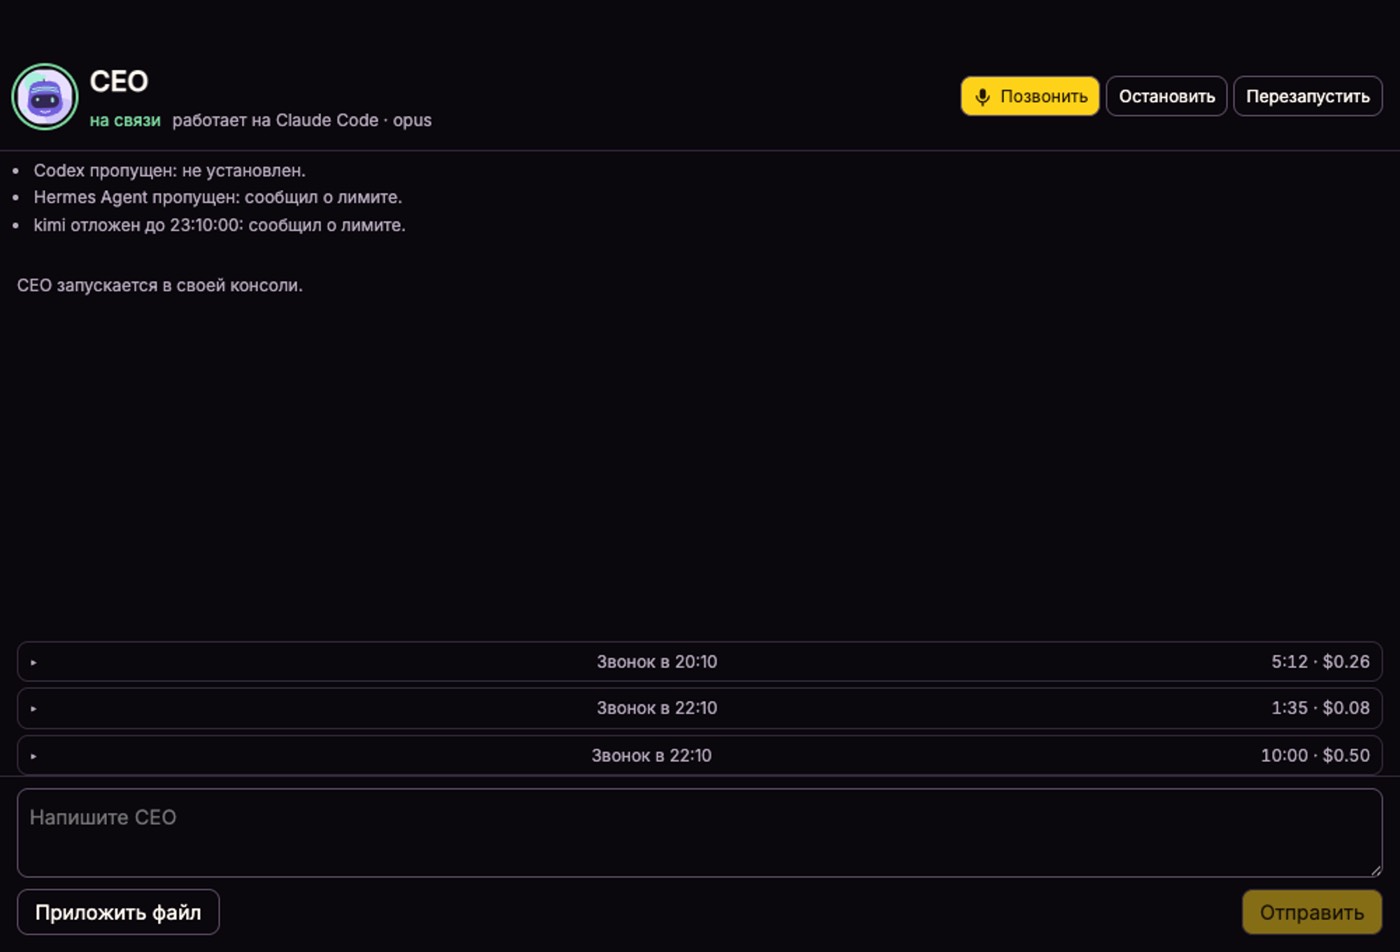 CEO
на связи работает на Claude Code · opus
Позвонить
Остановить
Перезапустить
• Codex пропущен: не установлен.
• Hermes Agent пропущен: сообщил о лимите.
• kimi отложен до 23:10:00: сообщил о лимите.
CEO запускается в своей консоли.
Звонок в 20:10 5:12 · $0.26
Звонок в 22:10 1:35 · $0.08
Звонок в 22:10 10:00 · $0.50
Напишите CEO
Приложить файл
Отправить